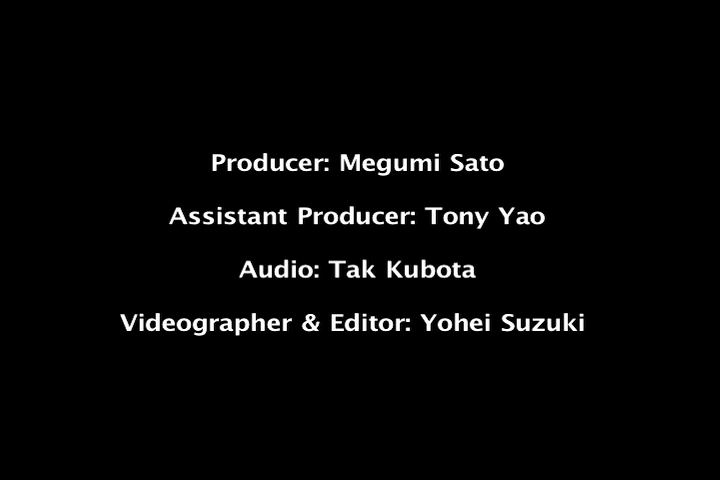 Producer: Megumi Sato
Assistant Producer: Tony Yao
Audio: Tak Kubota
Videographer & Editor: Yohei Suzuki